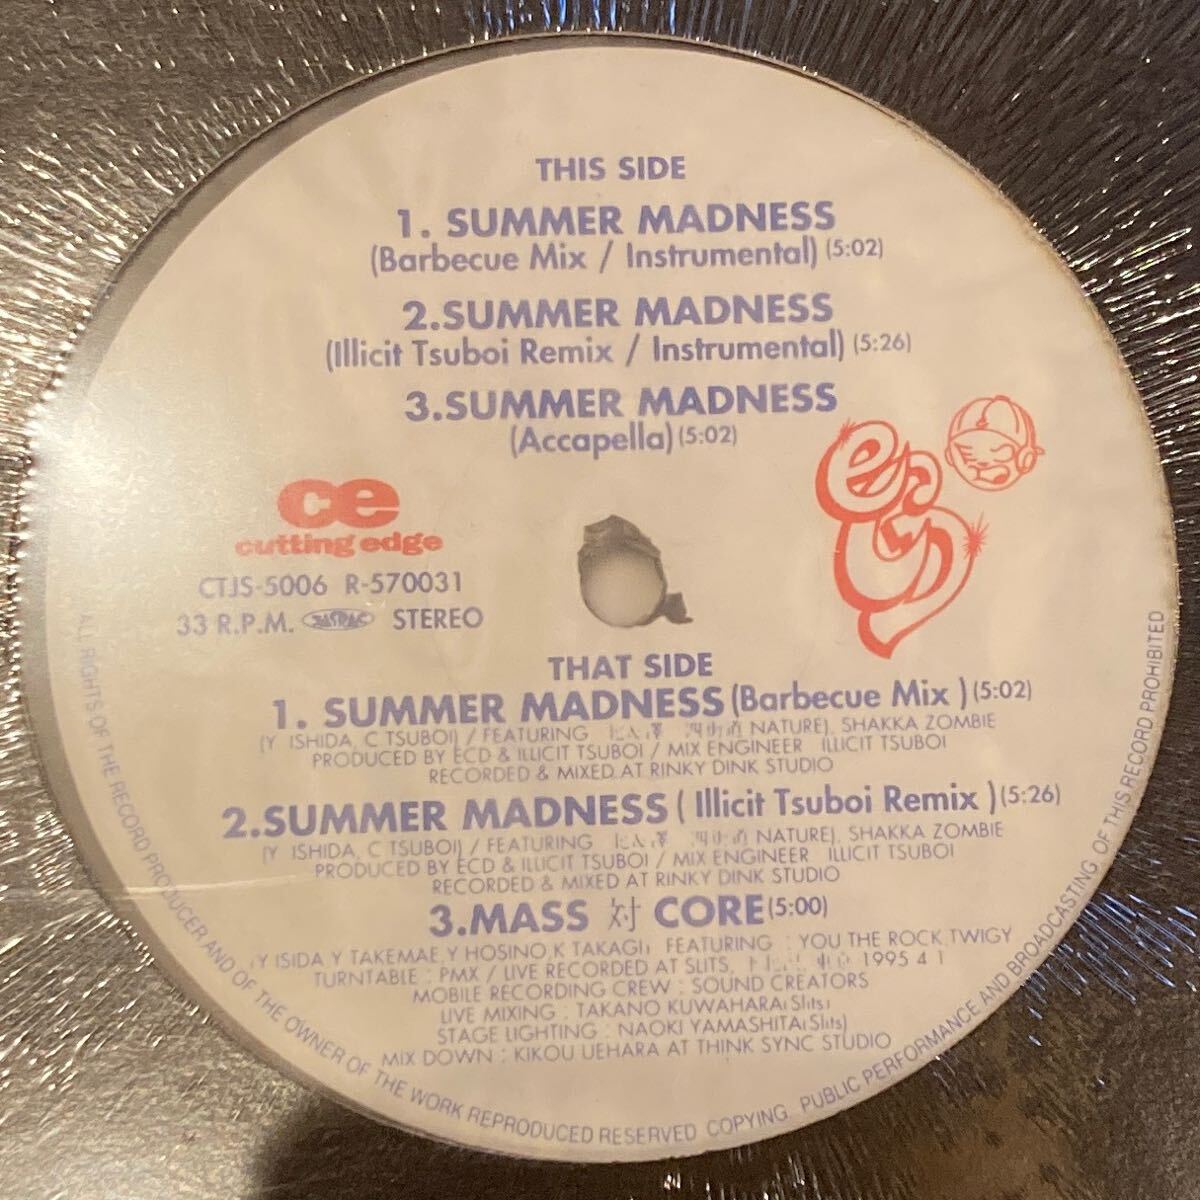 THIS SIDE
1. SUMMER MADNESS
(Barbecue Mix / Instrumental) (5:02)
2.SUMMER MADNESS
(Illicit Tsuboi Remix / Instrumental) (5:26)
3.SUMMER MADNESS
(Accapella) (5:02)
ce
cutting edge
ECD
CTJS-5006 R-570031
33 R.P.M. JASRAC STEREO
THAT SIDE
1. SUMMER MADNESS (Barbecue Mix ) (5:02)
(Y ISHIDA, C TSUBOI) / FEATURING NATURE), SHAKKA ZOMBIE
PRODUCED BY ECD & ILLICIT TSUBOI / MIX ENGINEER ILLICIT TSUBOI
RECORDED & MIXED AT RINKY DINK STUDIO
2.SUMMER MADNESS ( Illicit Tsuboi Remix ) (5:26)
(Y ISHIDA, C TSUBOI) / FEATURING NATURE), SHAKKA ZOMBIE
PRODUCED BY ECD & ILLICIT TSUBOI / MIX ENGINEER ILLICIT TSUBOI
RECORDED & MIXED AT RINKY DINK STUDIO
3.MASS 対 CORE (5:00)
(Y ISIDA, Y TAKEMAE, Y HOSINO, K TAKAGI) FEATURING : YOU THE ROCK, TWIGY
TURNTABLE : PMX / LIVE RECORDED AT SLITS, 1995 4 1
MOBILE RECORDING CREW : SOUND CREATORS
LIVE MIXING : TAKANO KUWAHARA(Slits)
STAGE LIGHTING : NAOKI YAMASHITA(Slits)
MIX DOWN : KIKOU UEHARA AT THINK SYNC STUDIO
ALL RIGHTS OF THE RECORD PRODUCER AND OF THE OWNER OF THE WORK REPRODUCED RESERVED COPYING PUBLIC PERFORMANCE AND BROADCASTING OF THIS RECORD PROHIBITED